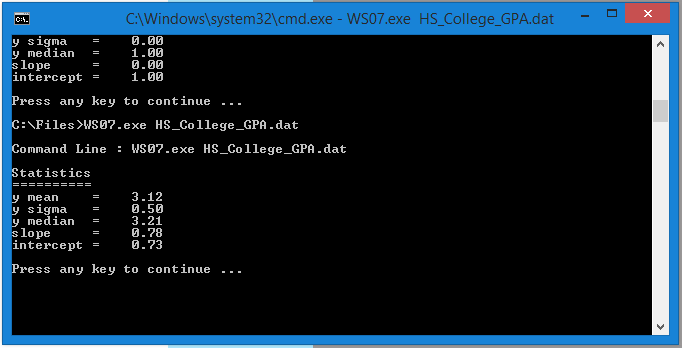 C:\Windows\system32\cmd.exe - WS07.exe  HS_College_GPA.dat
y sigma   =    0.00
y median  =    1.00
slope     =    0.00
intercept =    1.00
Press any key to continue ...
C:\Files>WS07.exe HS_College_GPA.dat
Command Line : WS07.exe HS_College_GPA.dat
Statistics
==========
y mean    =    3.12
y sigma   =    0.50
y median  =    3.21
slope     =    0.78
intercept =    0.73
Press any key to continue ...